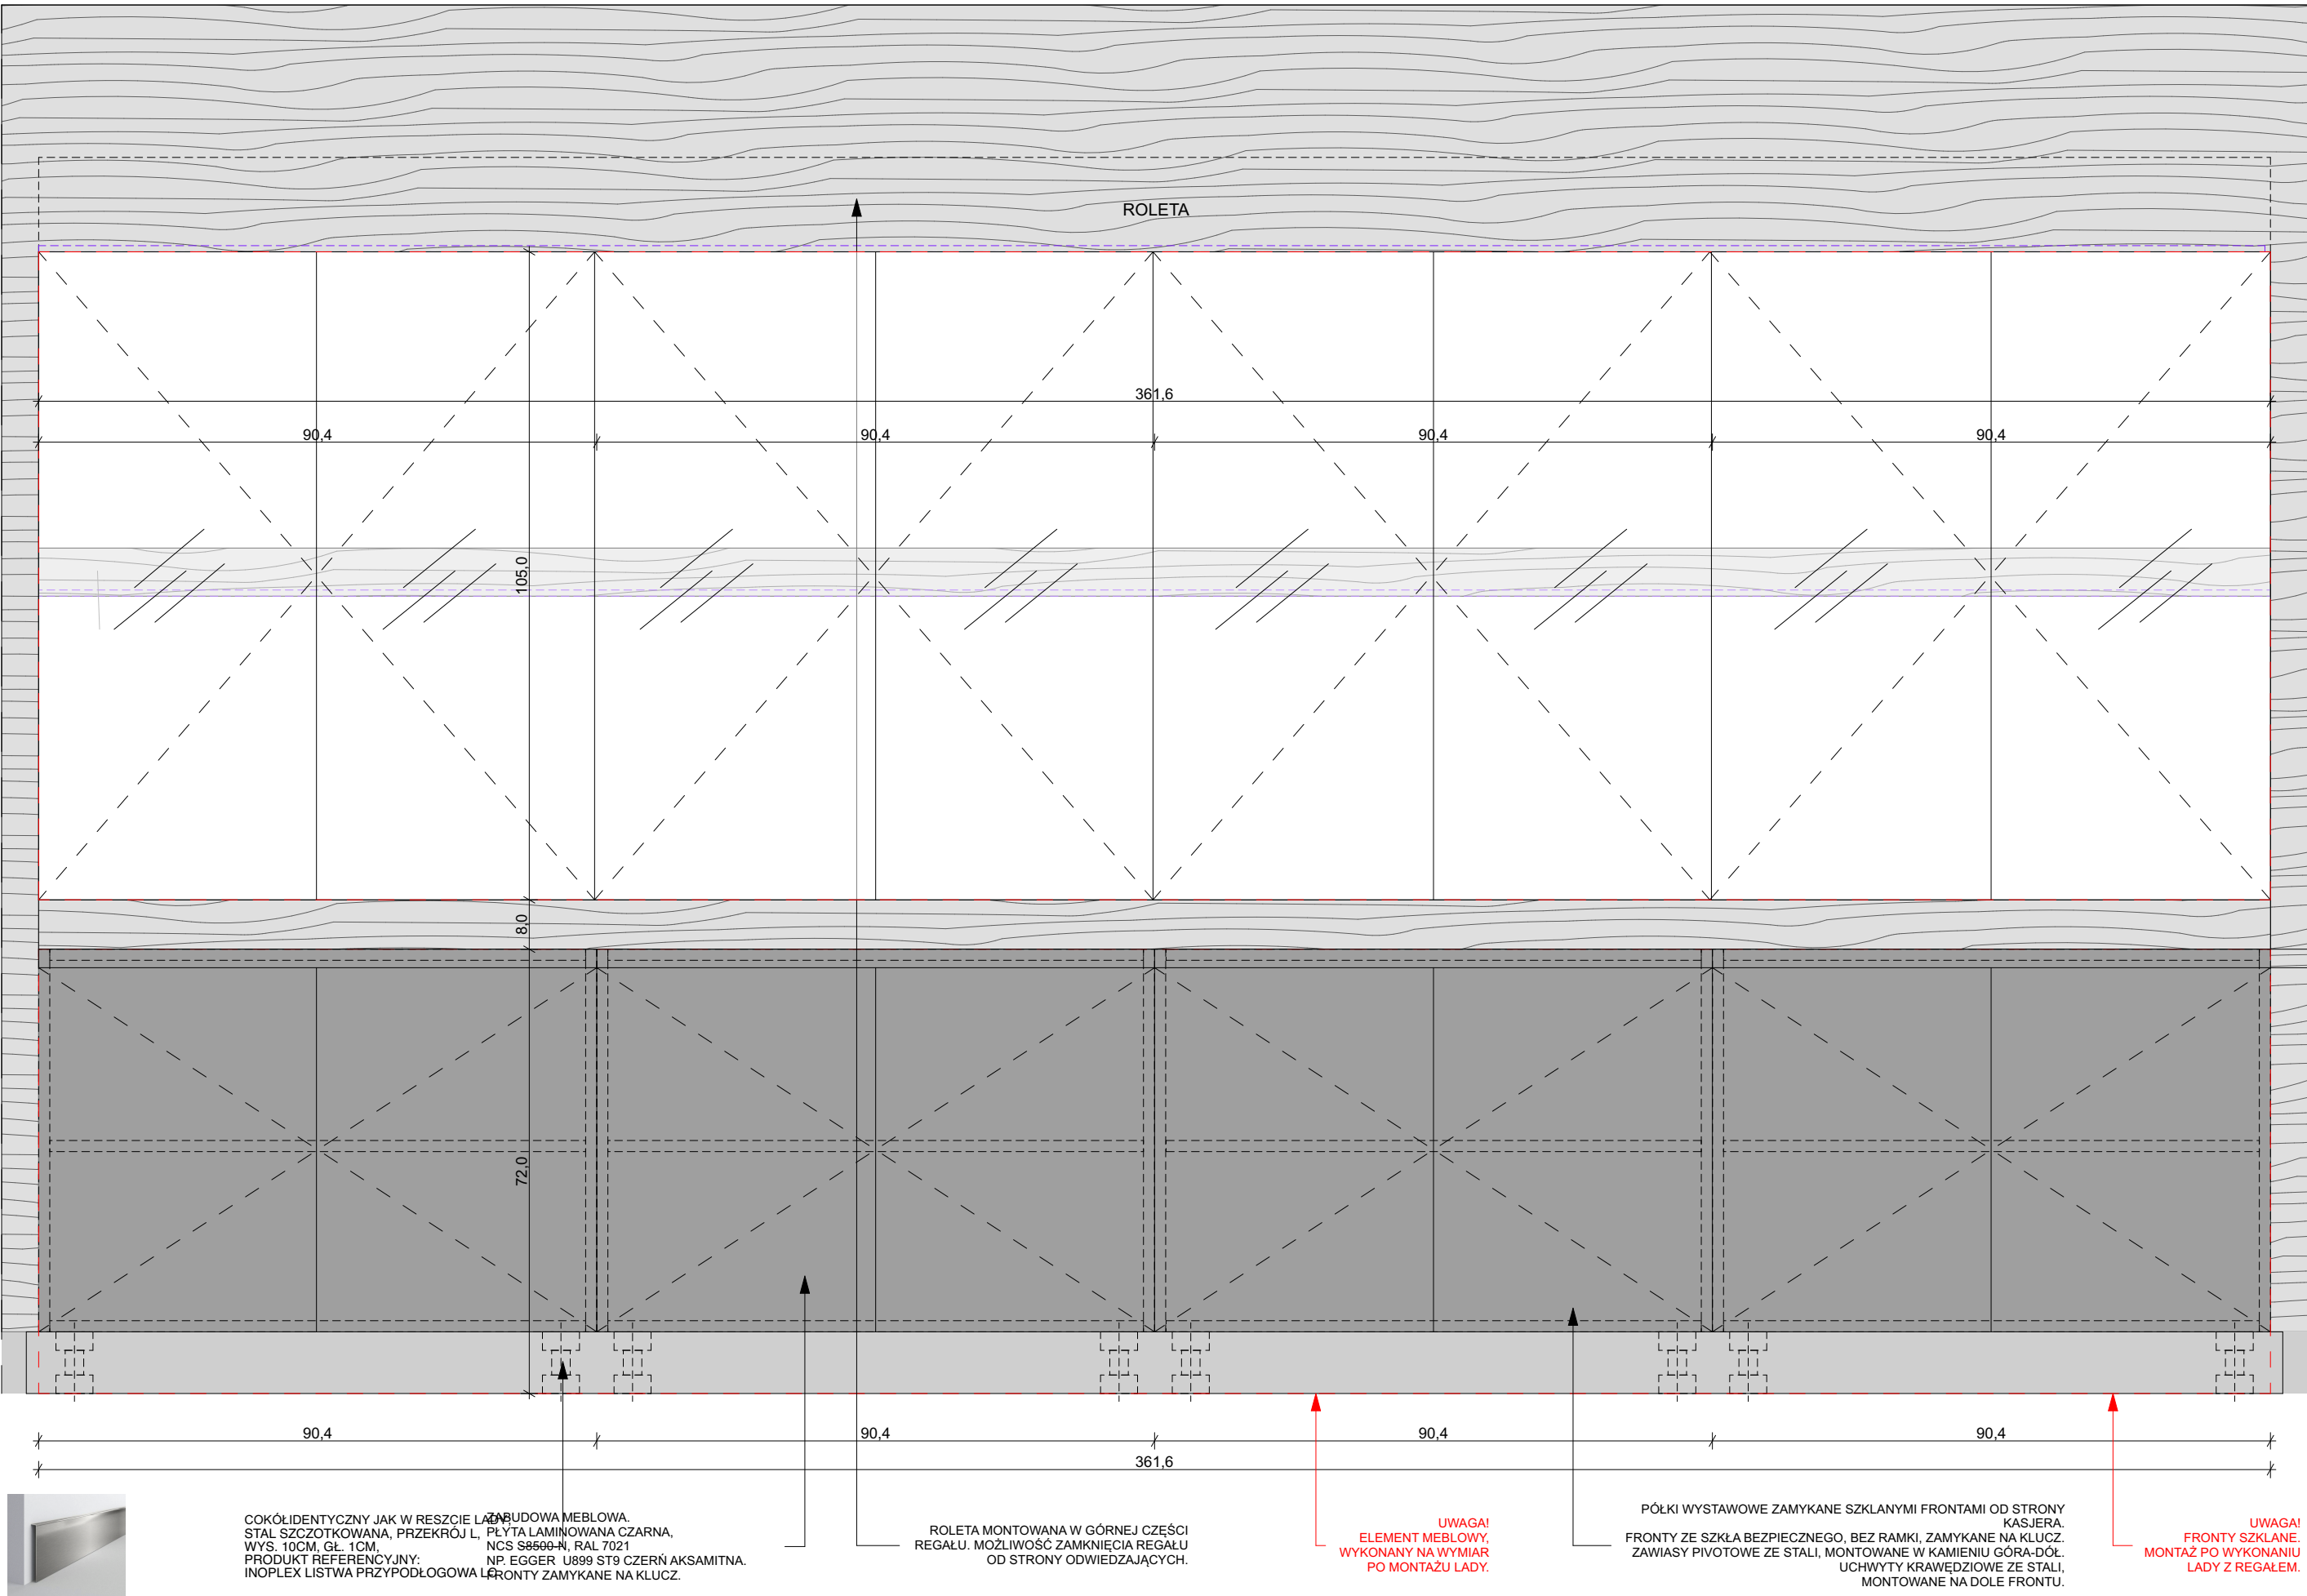 ROLETA
361,6
90,4
90,4
90,4
90,4
105,0
8,0
72,0
90,4
90,4
90,4
90,4
361,6
COKÓŁIDENTYCZNY JAK W RESZCIE LADY,
STAL SZCZOTKOWANA, PRZEKRÓJ L,
WYS. 10CM, GŁ. 1CM,
PRODUKT REFERENCYJNY:
INOPLEX LISTWA PRZYPODŁOGOWA
ZABUDOWA MEBLOWA.
PŁYTA LAMINOWANA CZARNA,
NCS S8500-N, RAL 7021
NP. EGGER U899 ST9 CZERŃ AKSAMITNA.
FRONTY ZAMYKANE NA KLUCZ.
ROLETA MONTOWANA W GÓRNEJ CZĘŚCI
REGAŁU. MOŻLIWOŚĆ ZAMKNIĘCIA REGAŁU
OD STRONY ODWIEDZAJĄCYCH.
UWAGA!
ELEMENT MEBLOWY,
WYKONANY NA WYMIAR
PO MONTAŻU LADY.
PÓŁKI WYSTAWOWE ZAMYKANE SZKLANYMI FRONTAMI OD STRONY
KASJERA.
FRONTY ZE SZKŁA BEZPIECZNEGO, BEZ RAMKI, ZAMYKANE NA KLUCZ.
ZAWIASY PIVOTOWE ZE STALI, MONTOWANE W KAMIENIU GÓRA-DÓŁ.
UCHWYTY KRAWĘDZIOWE ZE STALI,
MONTOWANE NA DOLE FRONTU.
UWAGA!
FRONTY SZKLANE.
MONTAŻ PO WYKONANIU
LADY Z REGAŁEM.